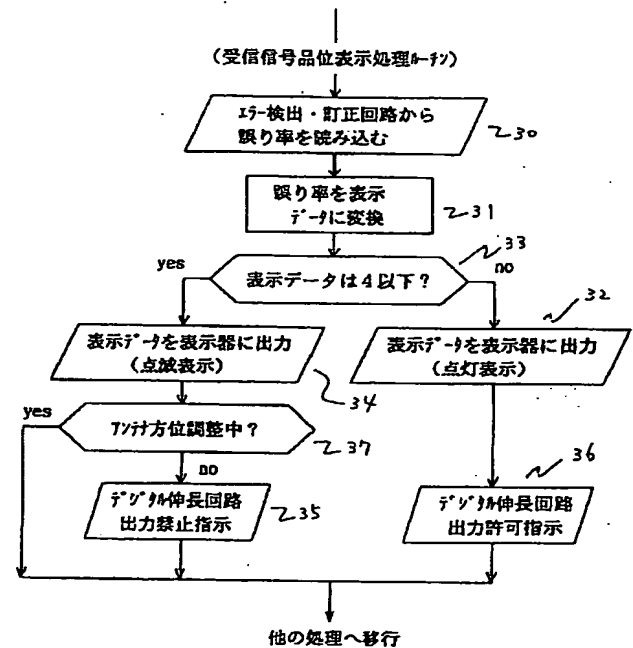 (受信信号品位表示処理ﾙｰﾁﾝ)
ｴﾗｰ検出・訂正回路から
誤り率を読み込む
30
誤り率を表示
ﾃﾞｰﾀに変換
31
33
yes
表示データは4以下?
no
32
表示ﾃﾞｰﾀを表示器に出力
(点滅表示)
34
表示ﾃﾞｰﾀを表示器に出力
(点灯表示)
yes
ｱﾝﾃﾅ方位調整中?
37
no
36
ﾃﾞｼﾞﾀﾙ伸長回路
出力禁止指示
35
ﾃﾞｼﾞﾀﾙ伸長回路
出力許可指示
他の処理へ移行